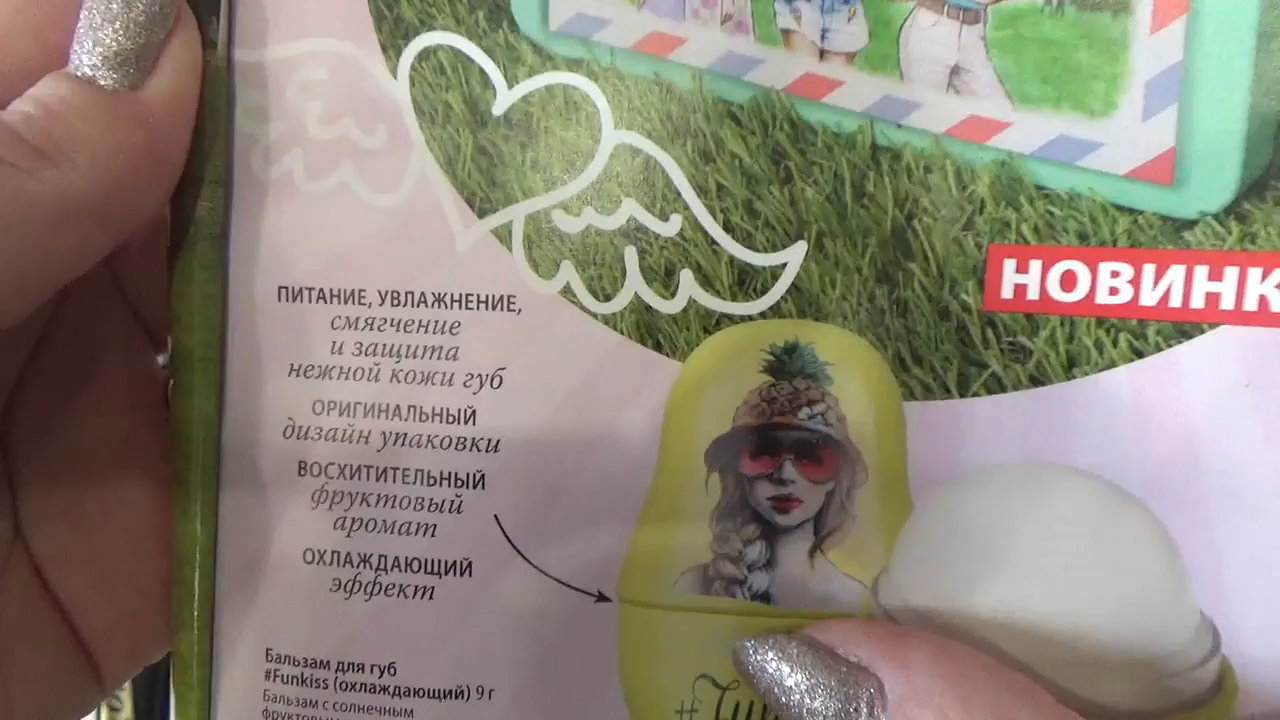 НОВИНК
ПИТАНИЕ, УВЛАЖНЕНИЕ,
смягчение
и защита
нежной кожи губ
ОРИГИНАЛЬНЫЙ
дизайн упаковки
ВОСХИТИТЕЛЬНЫЙ
фруктовый
аромат
ОХЛАЖДАЮЩИЙ
эффект
Бальзам для губ
#Funkiss (охлаждающий) 9 г
Бальзам с солнечным